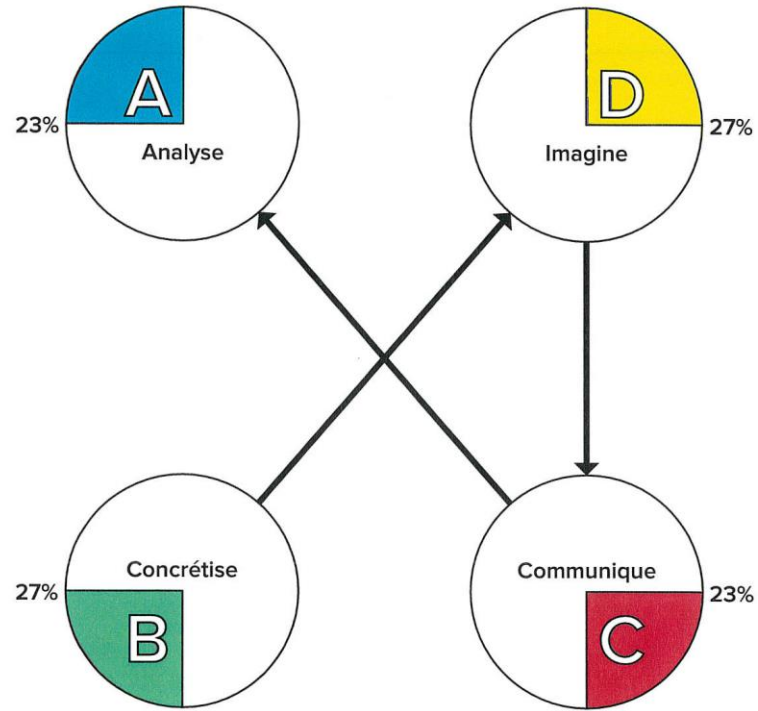 A
23%
Analyse
D
27%
Imagine
Concrétise
27%
B
Communique
23%
C